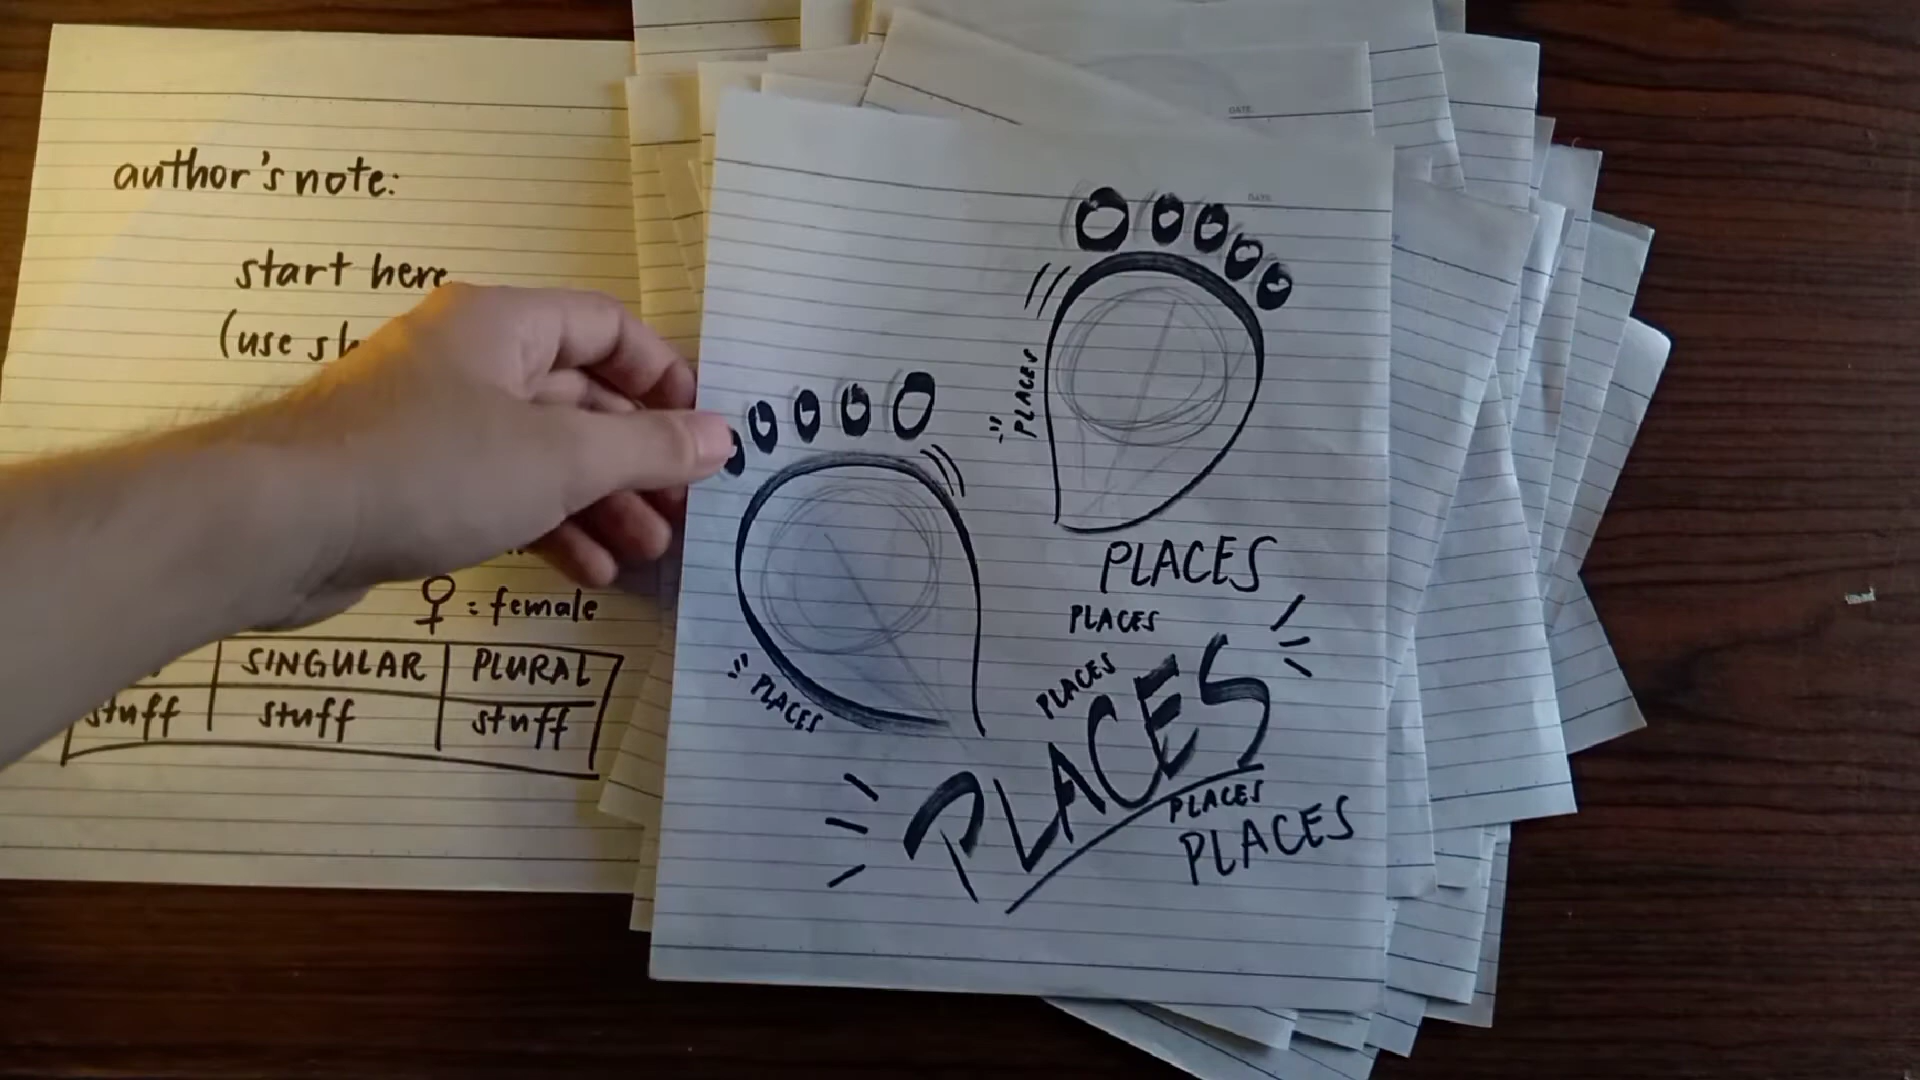 author's note:
start here
(use sh
♀ = female
SINGULAR PLURAL
stuff stuff stuff
DATE
DATE
PLACES
PLACES
PLACES
PLACES
PLACES
PLACES
PLACES
PLACES